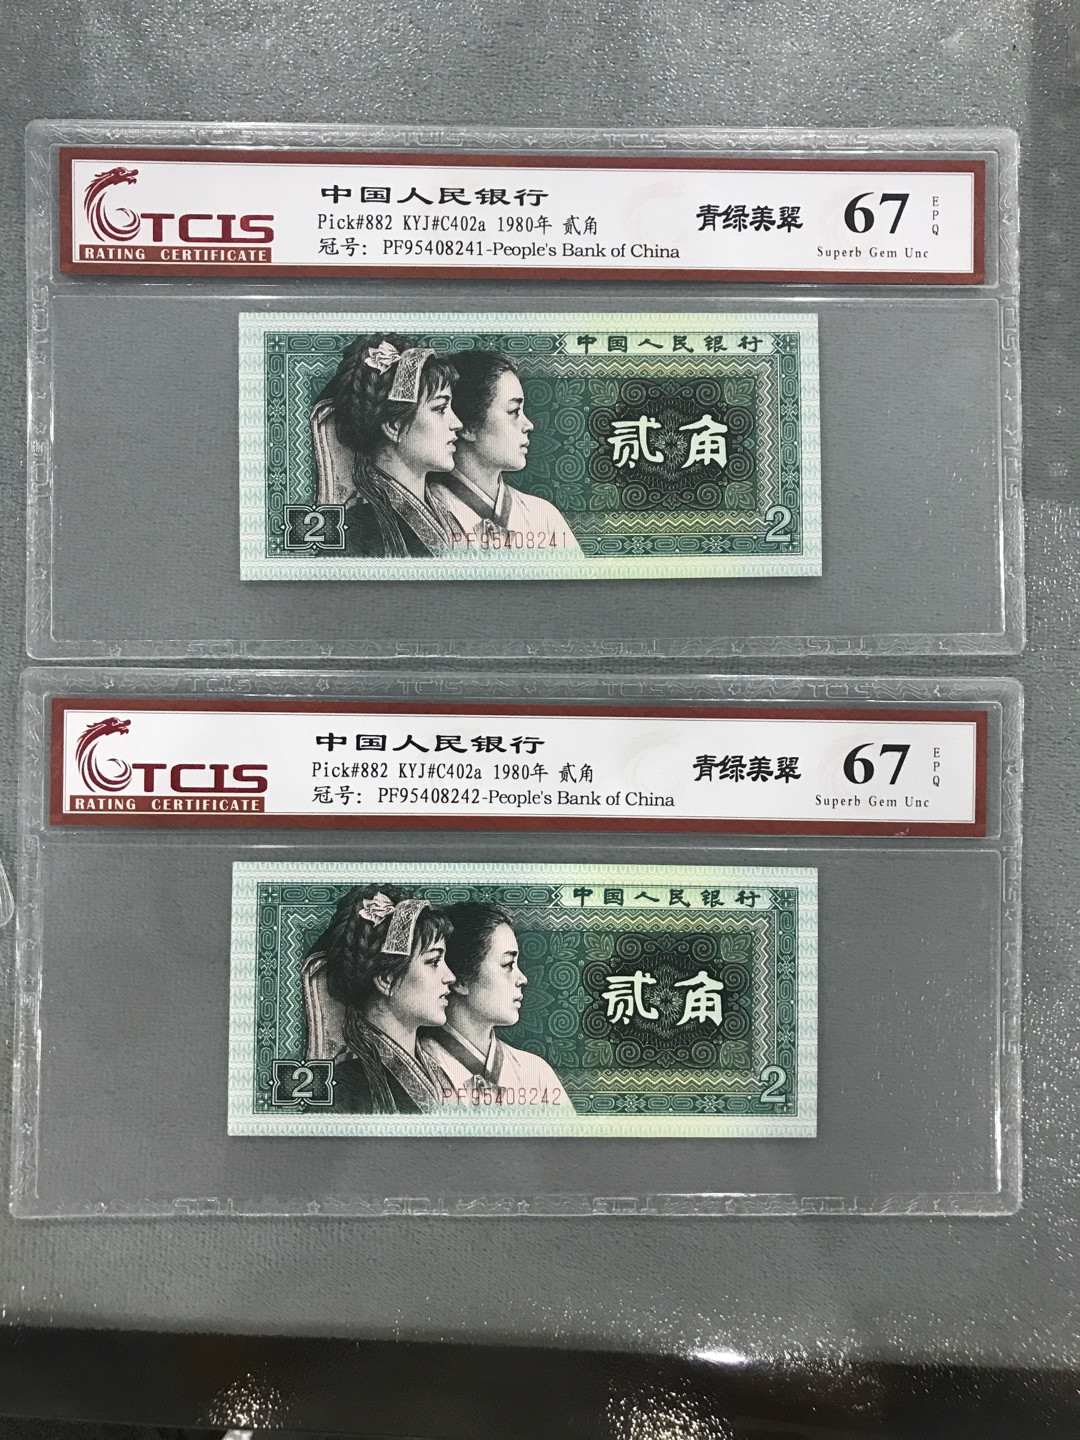 中国人民银行
Pick#882 KYJ#C402a 1980年 贰角
冠号：PF95408241-People's Bank of China
青绿美翠
67
EPQ
Superb Gem Unc
TCIS
RATING CERTIFICATE
中国人民银行
贰角
2
PF95408241
2
中国人民银行
Pick#882 KYJ#C402a 1980年 贰角
冠号：PF95408242-People's Bank of China
青绿美翠
67
EPQ
Superb Gem Unc
TCIS
RATING CERTIFICATE
中国人民银行
贰角
2
PF95408242
2